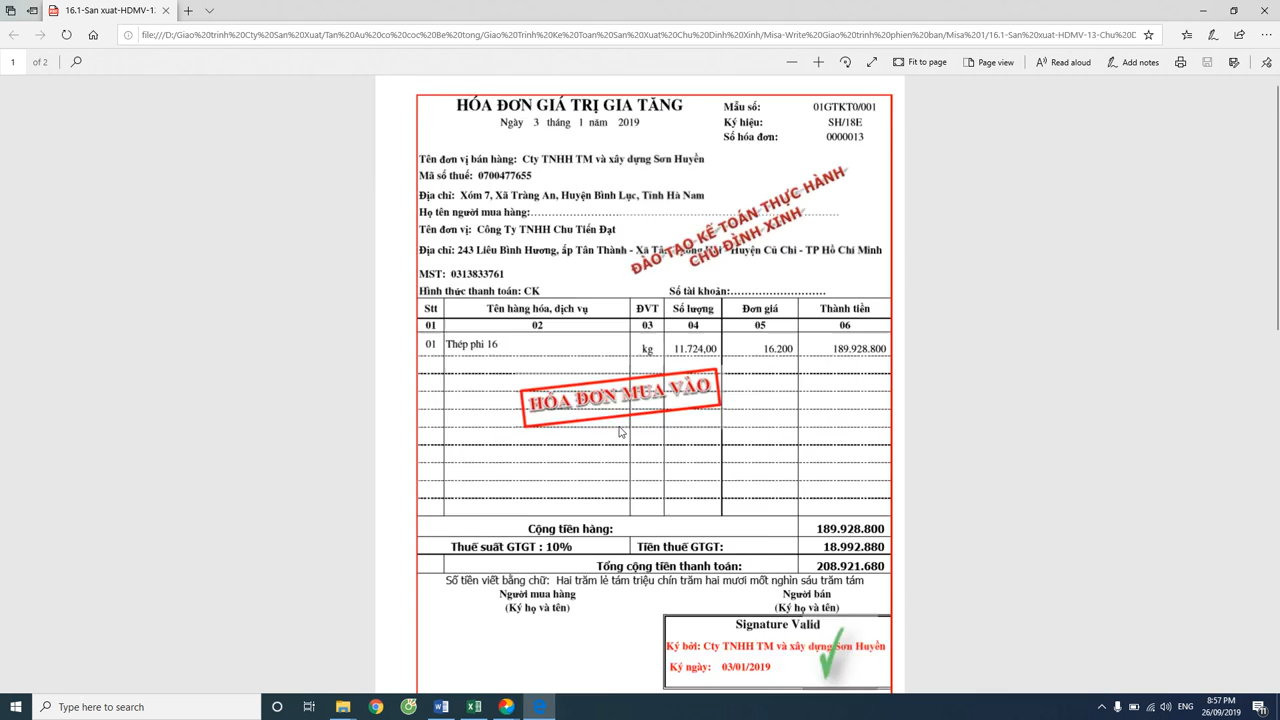 16.1-San xuat-HDMV-13-Chu
file:///D:/Giao%20trinh%20Cty%20San%20Xuat/Tan%20Au%20co%20coc%20Be%20tong/Giao%20Trinh%20Ke%20Toan%20San%20Xuat%20Chu%20Dinh%20Xinh/Misa-Write%20Giao%20trinh%20phien%20ban/Misa%201/16.1-San%20xuat-HDMV-13-Chu%20D
1 of 2 Fit to page Page view Read aloud Add notes
HÓA ĐƠN GIÁ TRỊ GIA TĂNG
Mẫu số: 01GTKT0/001
Ngày 3 tháng 1 năm 2019
Ký hiệu: SH/18E
Số hóa đơn: 0000013
Tên đơn vị bán hàng: Cty TNHH TM và xây dựng Sơn Huyền
Mã số thuế: 0700477655
Địa chỉ: Xóm 7, Xã Tràng An, Huyện Bình Lục, Tỉnh Hà Nam
Họ tên người mua hàng:
ĐÀO TẠO KẾ TOÁN THỰC HÀNH
CHU ĐÌNH XINH
Tên đơn vị: Công Ty TNHH Chu Tiến Đạt
Địa chỉ: 243 Liêu Bình Hương, ấp Tân Thành - Xã Huyện Củ Chi - TP Hồ Chí Minh
MST: 0313833761
Hình thức thanh toán: CK Số tài khoản:
Stt Tên hàng hóa, dịch vụ ĐVT Số lượng Đơn giá Thành tiền
01 02 03 04 05 06
01 Thép phi 16 kg 11.724,00 16.200 189.928.800
HÓA ĐƠN MUA VÀO
Cộng tiền hàng: 189.928.800
Thuế suất GTGT : 10% Tiền thuế GTGT: 18.992.880
Tổng cộng tiền thanh toán: 208.921.680
Số tiền viết bằng chữ: Hai trăm lẻ tám triệu chín trăm hai mươi mốt nghìn sáu trăm tám
Người mua hàng Người bán
(Ký họ và tên) (Ký họ và tên)
Signature Valid
Ký bởi: Cty TNHH TM và xây dựng Sơn Huyền
Ký ngày: 03/01/2019
Type here to search
ENG
8:57 PM
26/09/2019